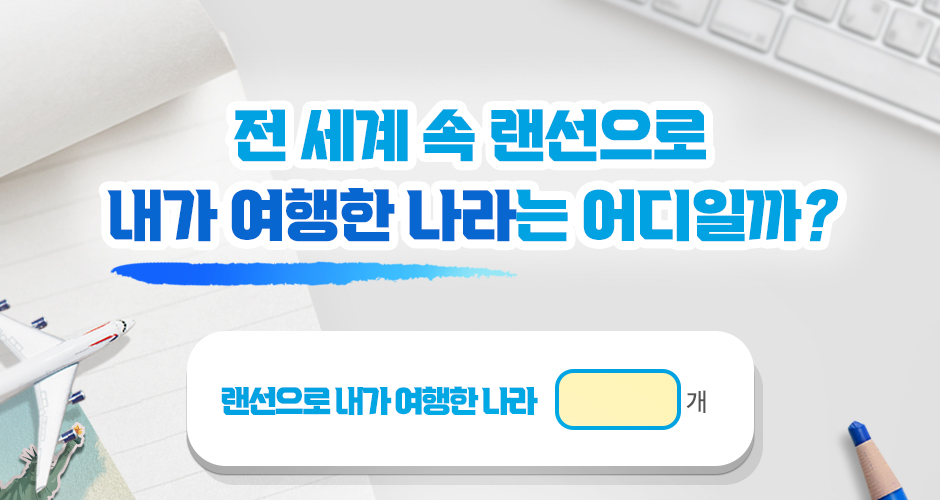 전 세계 속 랜선으로
내가 여행한 나라는 어디일까?
랜선으로 내가 여행한 나라 개